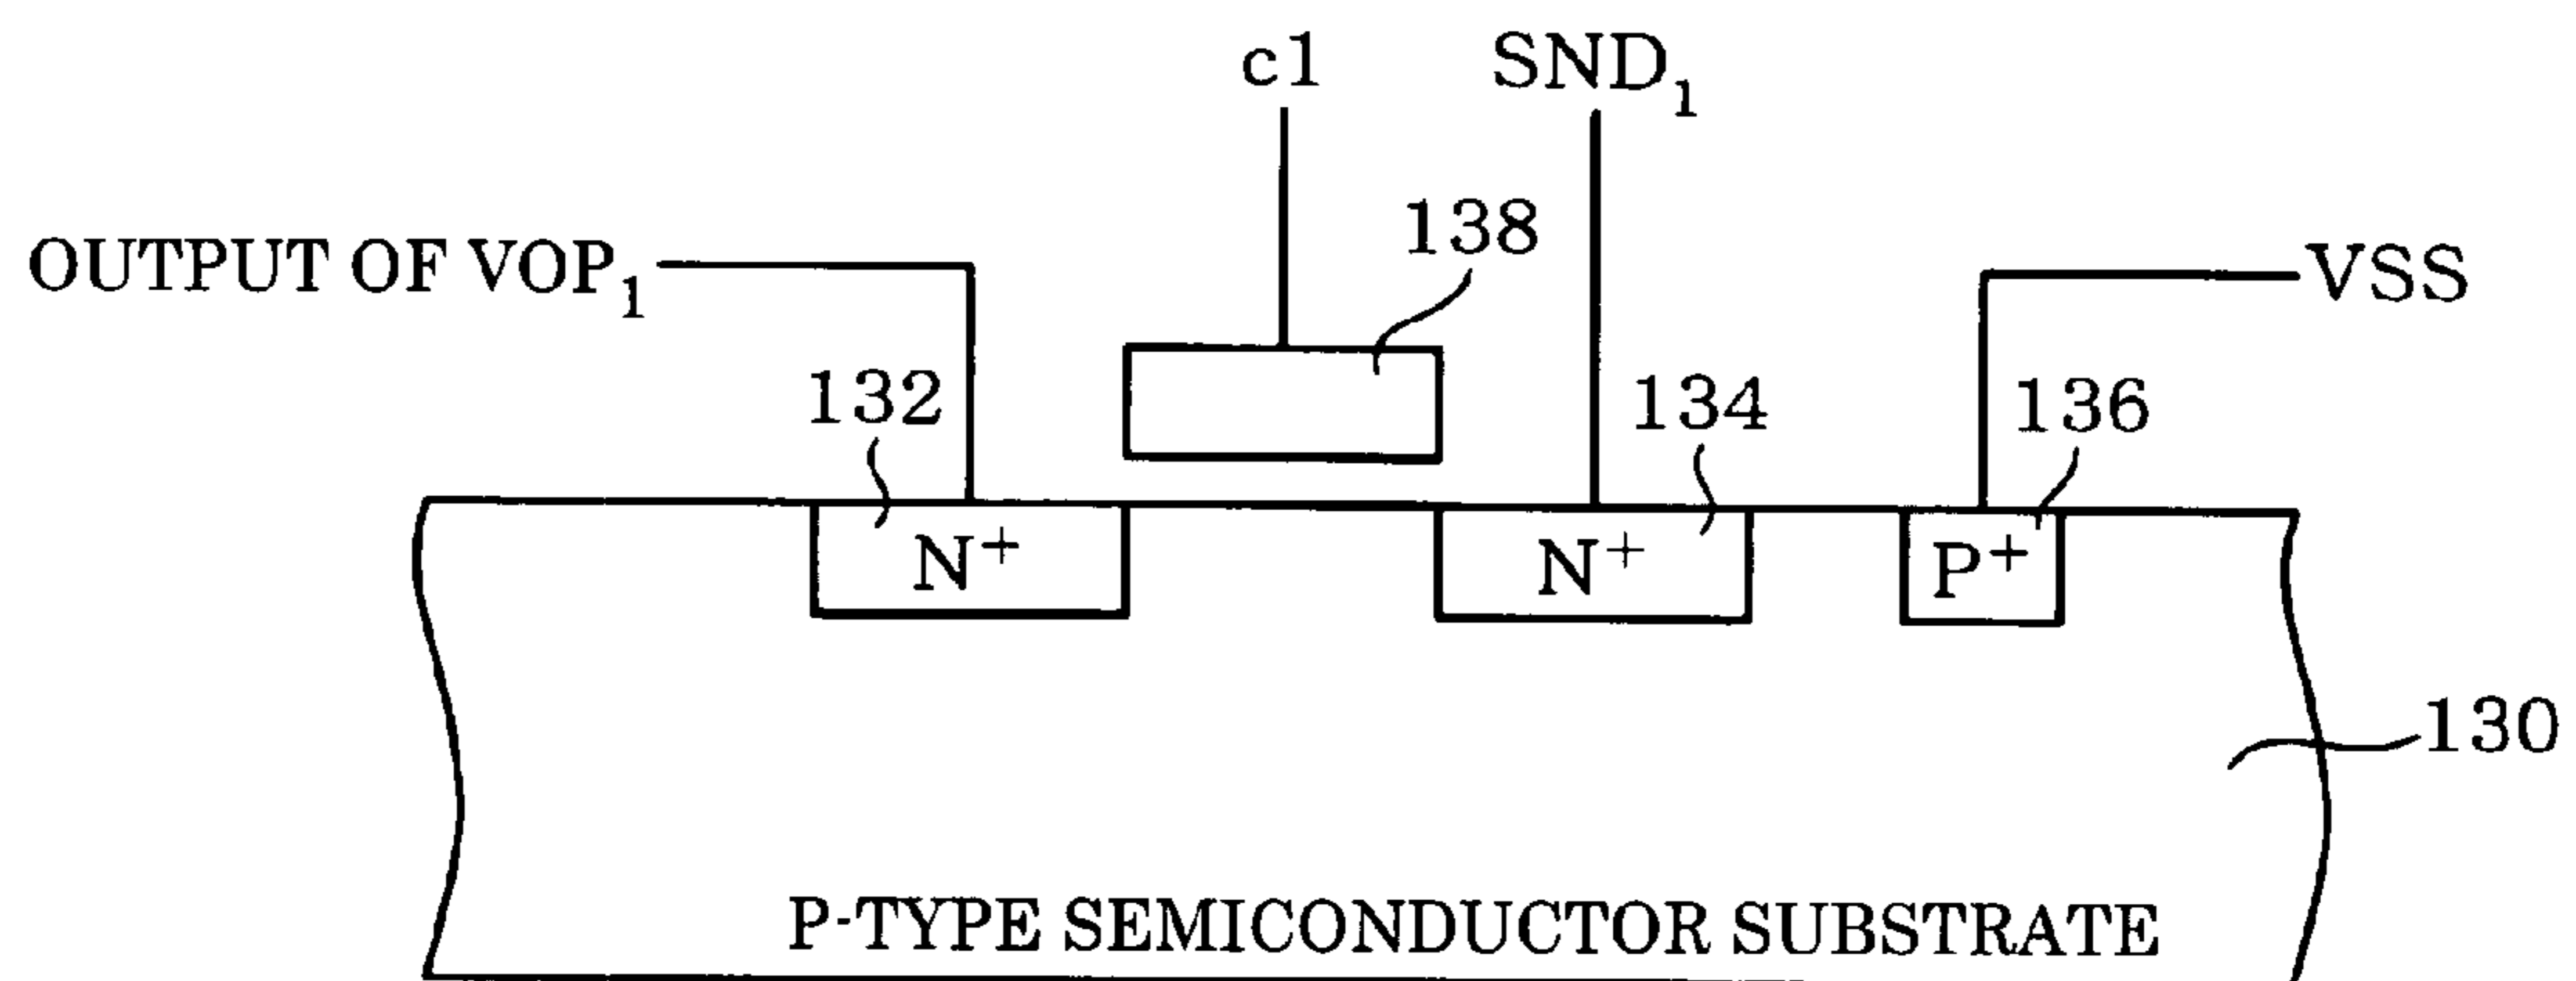 c1
SND₁
138
OUTPUT OF VOP₁
VSS
132
134
136
N⁺
N⁺
P⁺
130
P-TYPE SEMICONDUCTOR SUBSTRATE